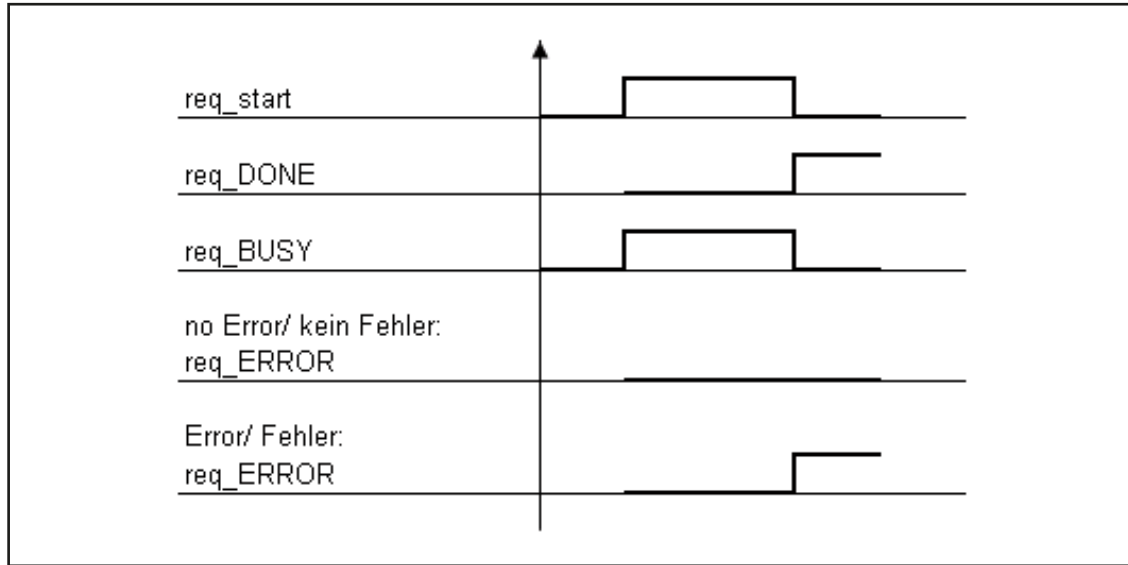 req_start
req_DONE
req_BUSY
no Error/ kein Fehler:
req_ERROR
Error/ Fehler:
req_ERROR